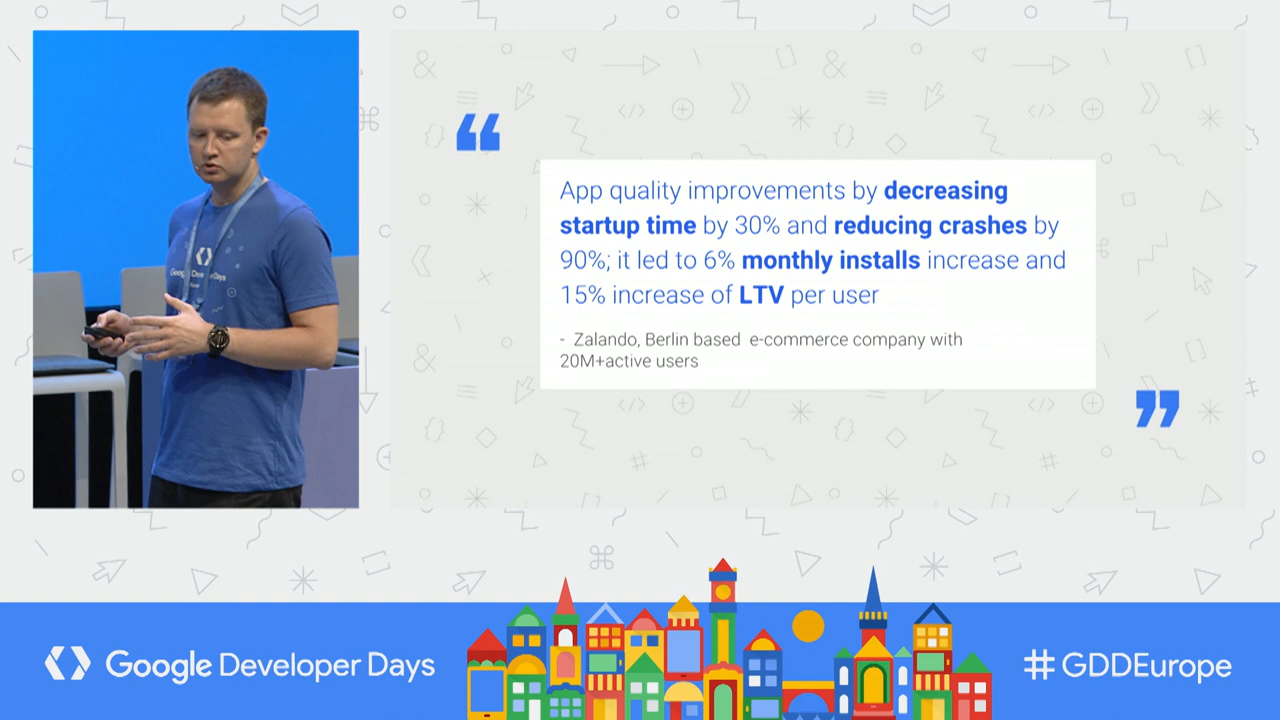 App quality improvements by decreasing
startup time by 30% and reducing crashes by
90%; it led to 6% monthly installs increase and
15% increase of LTV per user
- Zalando, Berlin based e-commerce company with
20M+active users
Google Developer Days
#GDDEurope